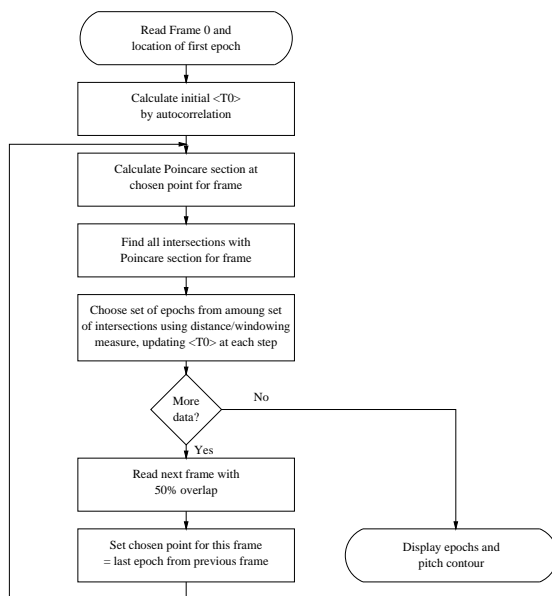 Read Frame 0 and
location of first epoch
Calculate initial <T0>
by autocorrelation
Calculate Poincare section at
chosen point for frame
Find all intersections with
Poincare section for frame
Choose set of epochs from amoung set
of intersections using distance/windowing
measure, updating <T0> at each step
More
data?
No
Yes
Read next frame with
50% overlap
Set chosen point for this frame
= last epoch from previous frame
Display epochs and
pitch contour